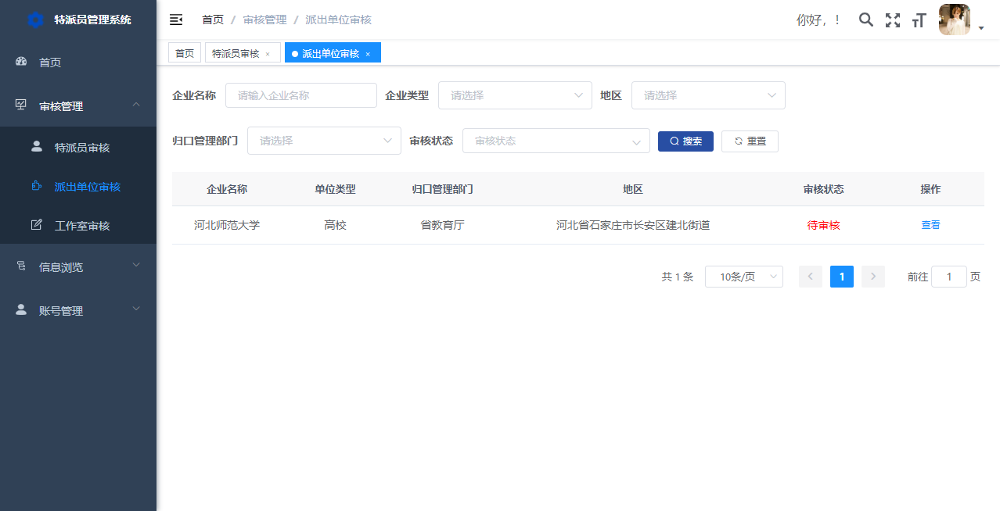 特派员管理系统
首页
审核管理
特派员审核
派出单位审核
工作室审核
信息浏览
账号管理
首页 / 审核管理 / 派出单位审核
你好，！
首页
特派员审核 ×
派出单位审核 ×
企业名称 请输入企业名称 企业类型 请选择 地区 请选择
归口管理部门 请选择 审核状态 审核状态 搜索 重置
企业名称 单位类型 归口管理部门 地区 审核状态 操作
河北师范大学 高校 省教育厅 河北省石家庄市长安区建北街道 待审核 查看
共 1 条 10条/页 1 前往 1 页